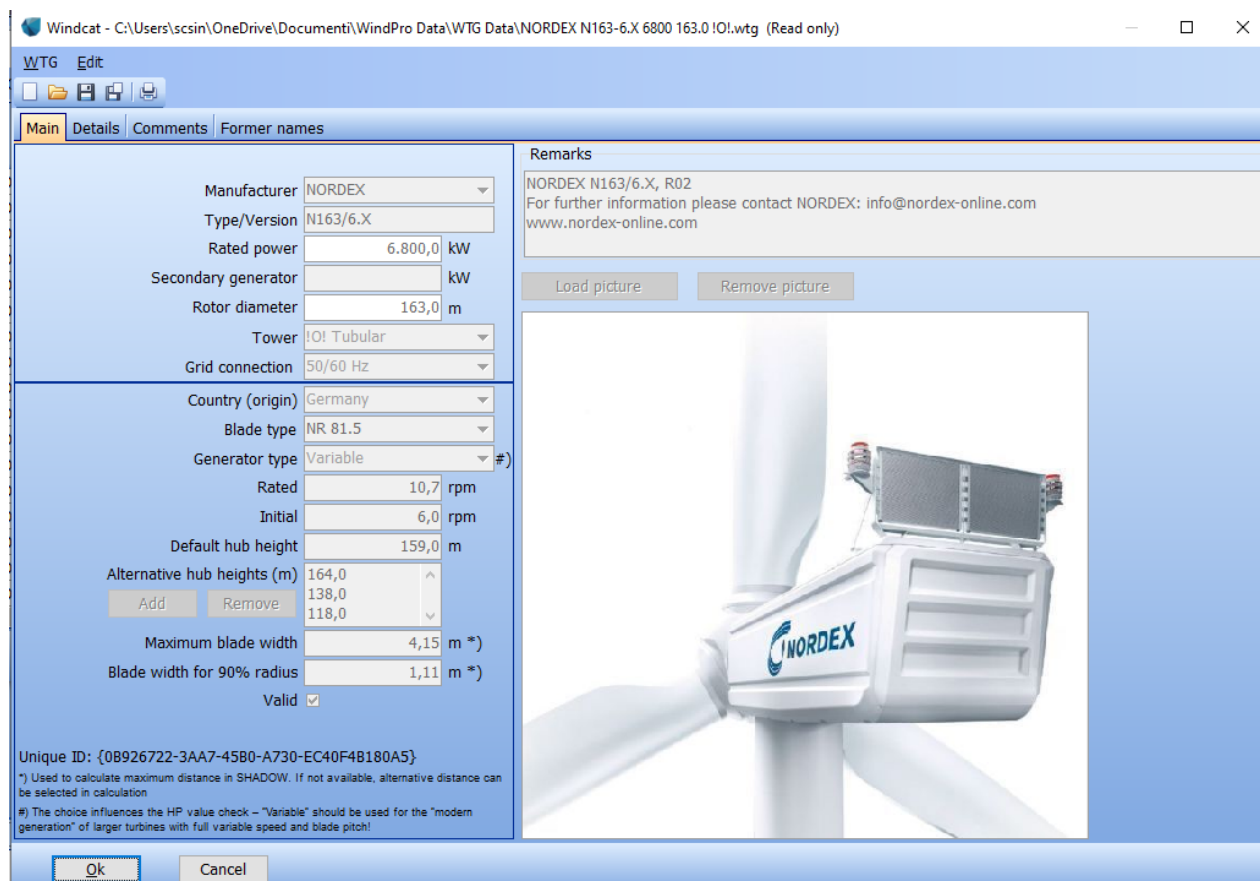 Windcat - C:\Users\scsin\OneDrive\Documenti\WindPro Data\WTG Data\NORDEX N163-6.X 6800 163.0 !O!.wtg (Read only)
WTG Edit
Main Details Comments Former names
Manufacturer NORDEX
Type/Version N163/6.X
Rated power 6.800,0 kW
Secondary generator kW
Rotor diameter 163,0 m
Tower !O! Tubular
Grid connection 50/60 Hz
Country (origin) Germany
Blade type NR 81.5
Generator type Variable #)
Rated 10,7 rpm
Initial 6,0 rpm
Default hub height 159,0 m
Alternative hub heights (m) 164,0
138,0
118,0
Add Remove
Maximum blade width 4,15 m *)
Blade width for 90% radius 1,11 m *)
Valid
Unique ID: {0B926722-3AA7-45B0-A730-EC40F4B180A5}
*) Used to calculate maximum distance in SHADOW. If not available, alternative distance can
be selected in calculation
#) The choice influences the HP value check – "Variable" should be used for the "modern
generation" of larger turbines with full variable speed and blade pitch!
Remarks
NORDEX N163/6.X, R02
For further information please contact NORDEX: info@nordex-online.com
www.nordex-online.com
Load picture Remove picture
NORDEX
Ok Cancel